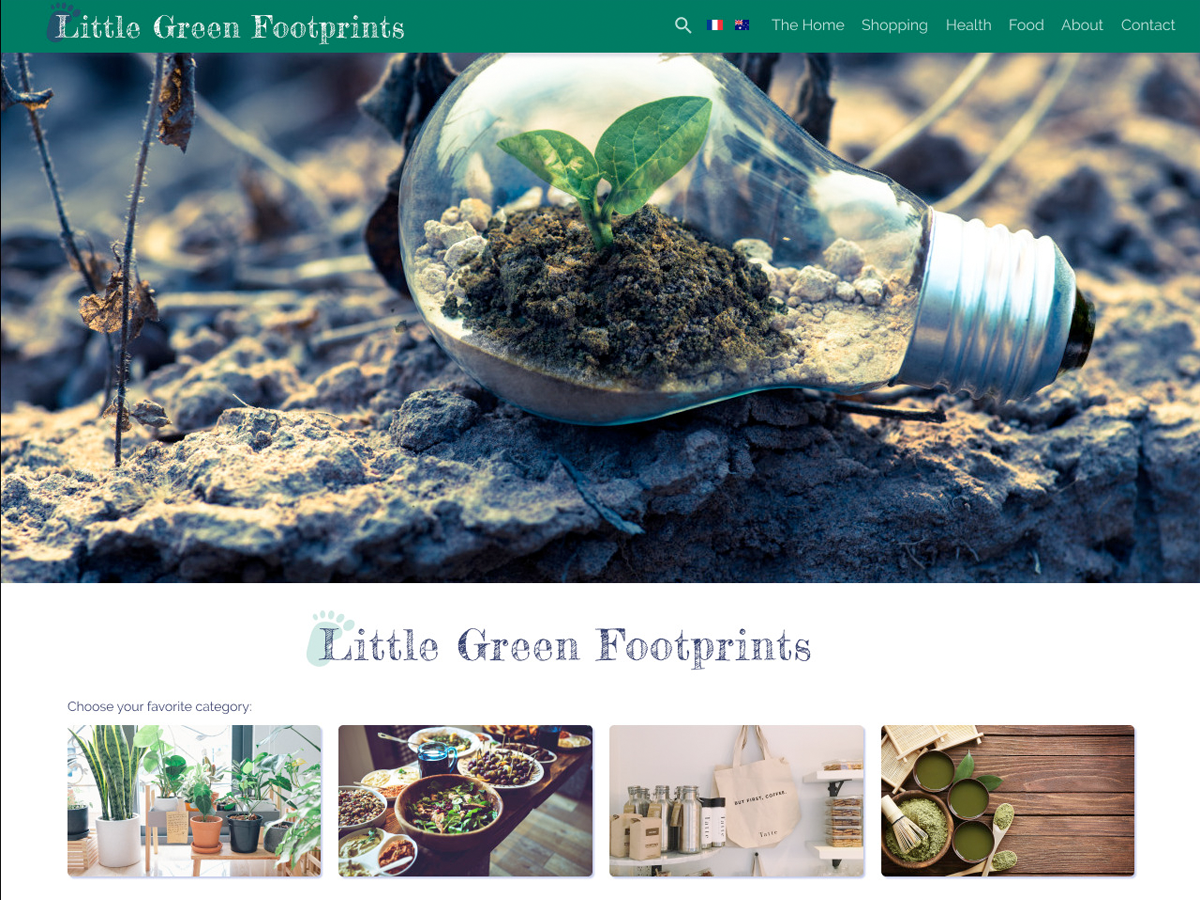 Little Green Footprints
The Home Shopping Health Food About Contact
Little Green Footprints
Choose your favorite category:
BUT FIRST, COFFEE.
Yatte